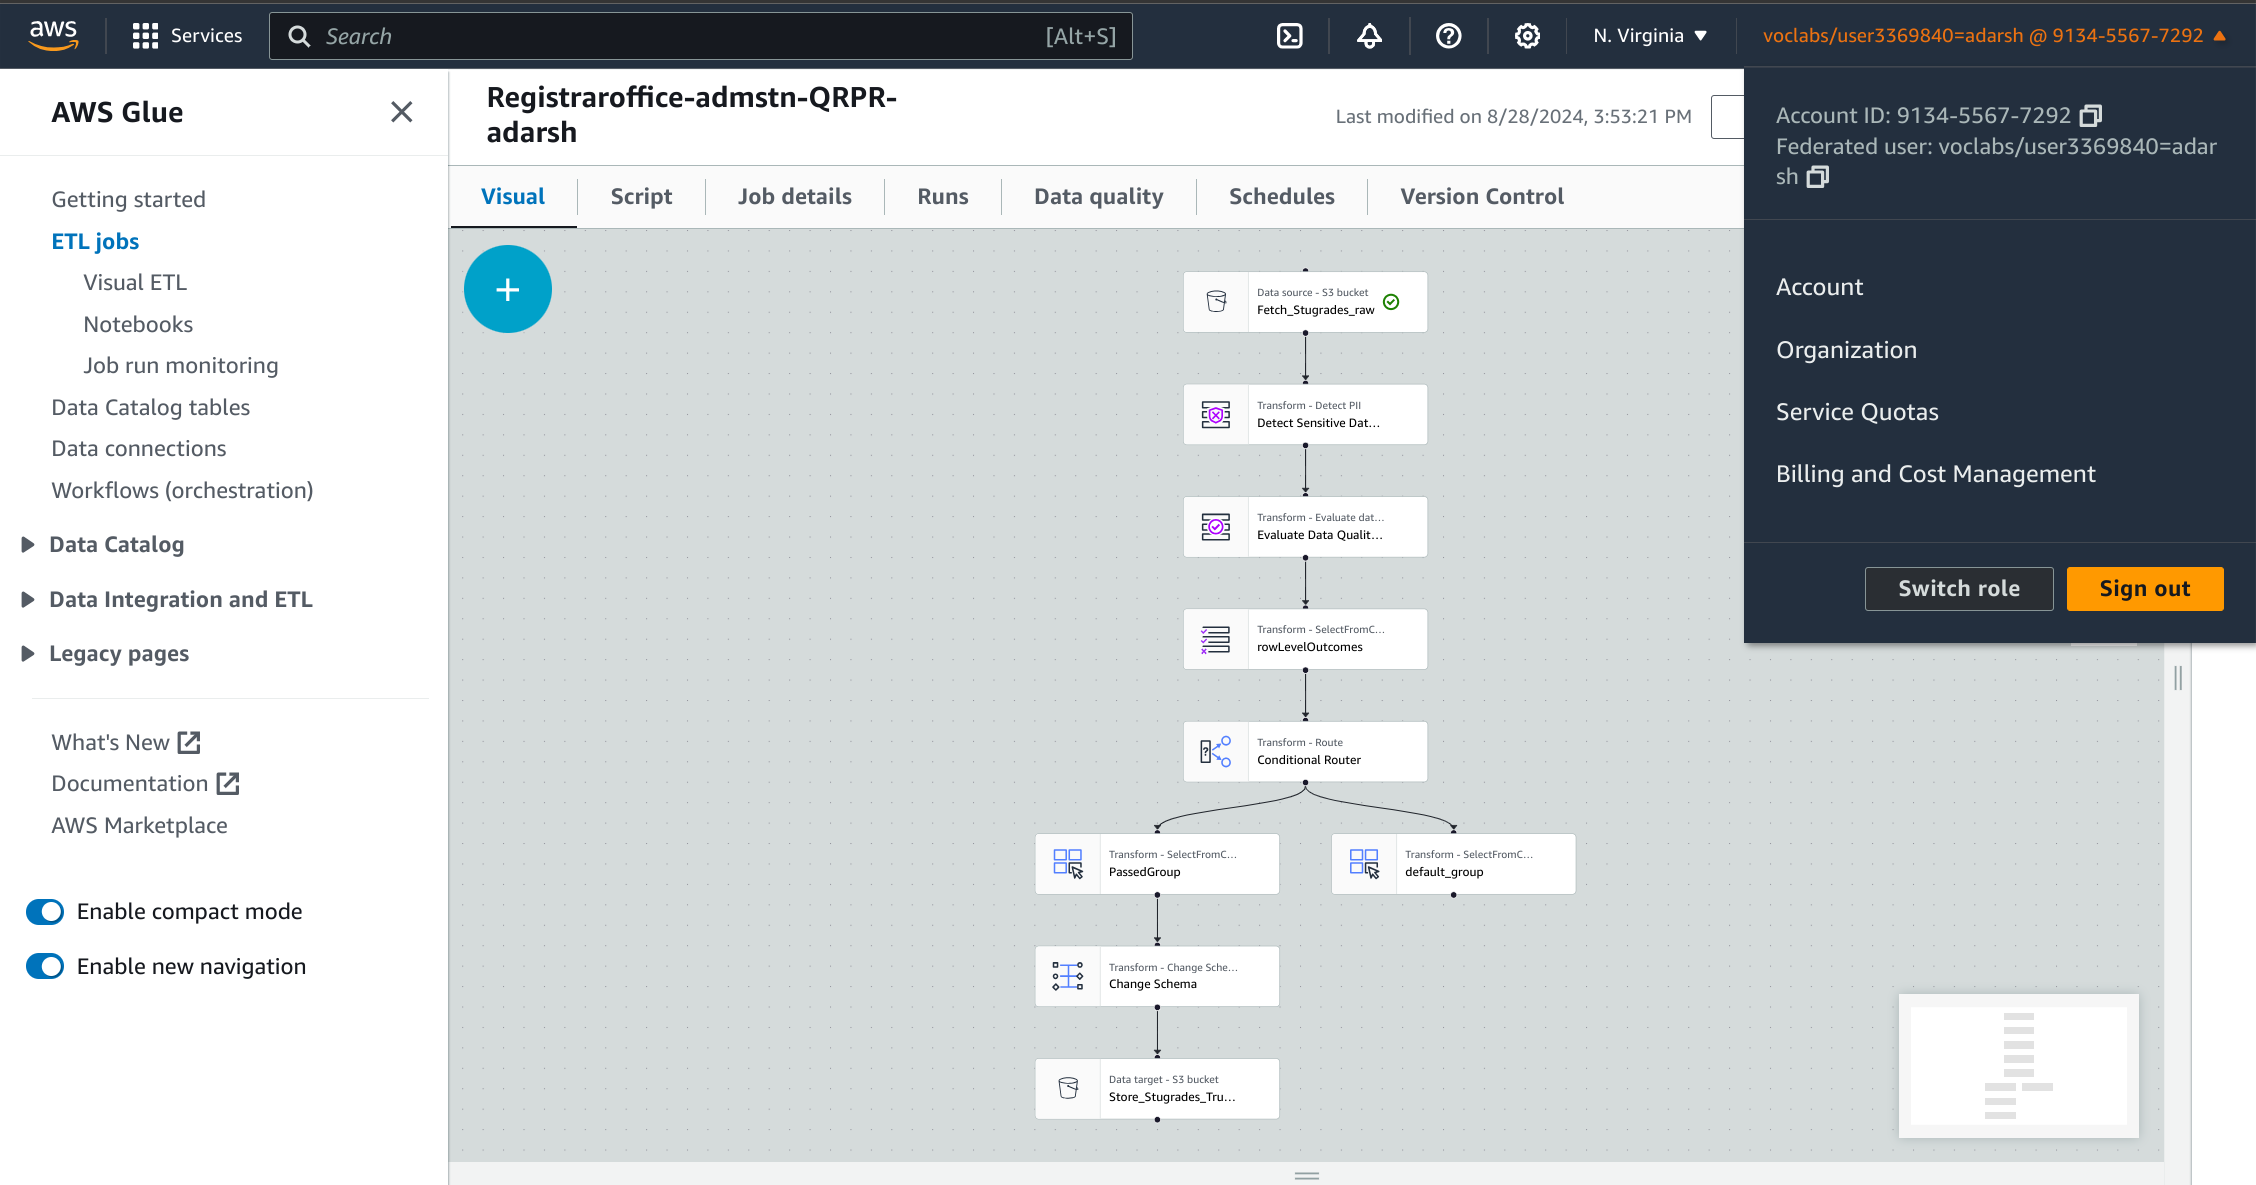 aws
Services
Search
[Alt+S]
N. Virginia
voclabs/user3369840=adarsh @ 9134-5567-7292
Account ID: 9134-5567-7292
Federated user: voclabs/user3369840=adar
sh
Account
Organization
Service Quotas
Billing and Cost Management
Switch role
Sign out
AWS Glue
Getting started
ETL jobs
Visual ETL
Notebooks
Job run monitoring
Data Catalog tables
Data connections
Workflows (orchestration)
Data Catalog
Data Integration and ETL
Legacy pages
What's New
Documentation
AWS Marketplace
Enable compact mode
Enable new navigation
Registraroffice-admstn-QRPR-
adarsh
Last modified on 8/28/2024, 3:53:21 PM
Visual
Script
Job details
Runs
Data quality
Schedules
Version Control
Data source - S3 bucket
Fetch_Stugrades_raw
Transform - Detect PII
Detect Sensitive Dat...
Transform - Evaluate dat...
Evaluate Data Qualit...
Transform - SelectFromC...
rowLevelOutcomes
Transform - Route
Conditional Router
Transform - SelectFromC...
PassedGroup
Transform - SelectFromC...
default_group
Transform - Change Sche...
Change Schema
Data target - S3 bucket
Store_Stugrades_Tru...